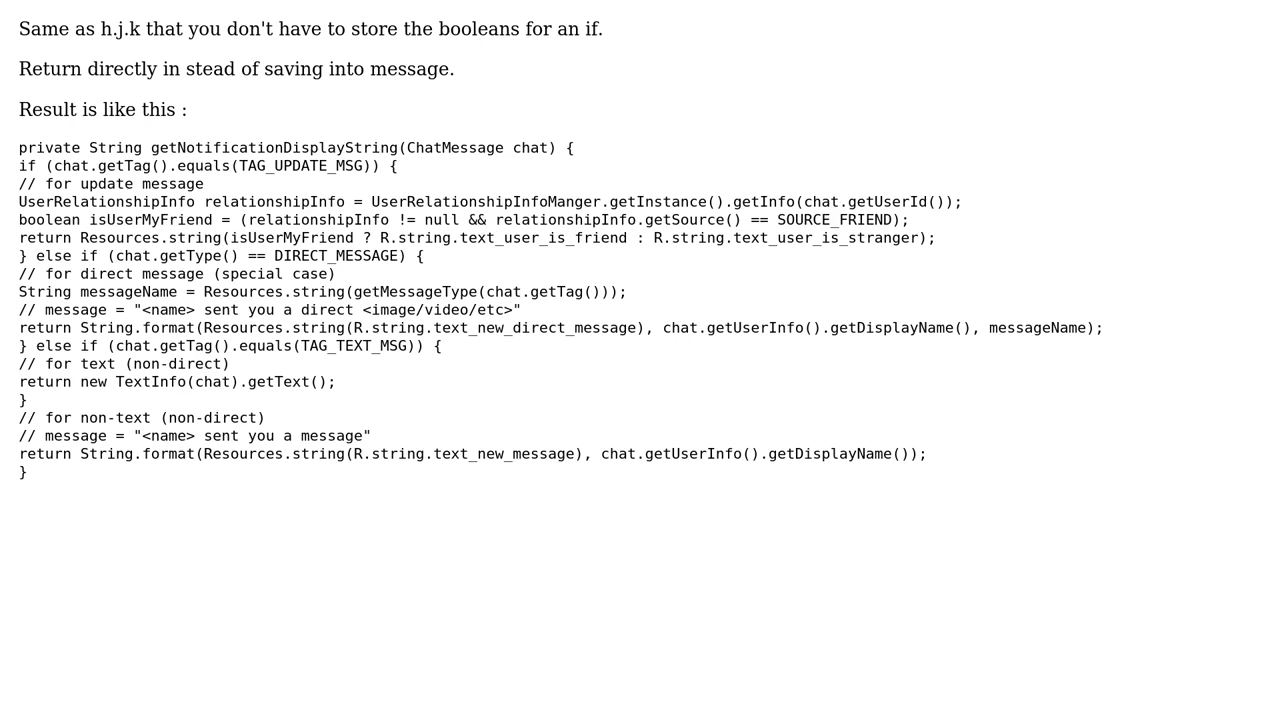 Same as h.j.k that you don't have to store the booleans for an if.
Return directly in stead of saving into message.
Result is like this :
private String getNotificationDisplayString(ChatMessage chat) {
if (chat.getTag().equals(TAG_UPDATE_MSG)) {
// for update message
UserRelationshipInfo relationshipInfo = UserRelationshipInfoManger.getInstance().getInfo(chat.getUserId());
boolean isUserMyFriend = (relationshipInfo != null && relationshipInfo.getSource() == SOURCE_FRIEND);
return Resources.string(isUserMyFriend ? R.string.text_user_is_friend : R.string.text_user_is_stranger);
} else if (chat.getType() == DIRECT_MESSAGE) {
// for direct message (special case)
String messageName = Resources.string(getMessageType(chat.getTag()));
// message = "<name> sent you a direct <image/video/etc>"
return String.format(Resources.string(R.string.text_new_direct_message), chat.getUserInfo().getDisplayName(), messageName);
} else if (chat.getTag().equals(TAG_TEXT_MSG)) {
// for text (non-direct)
return new TextInfo(chat).getText();
}
// for non-text (non-direct)
// message = "<name> sent you a message"
return String.format(Resources.string(R.string.text_new_message), chat.getUserInfo().getDisplayName());
}